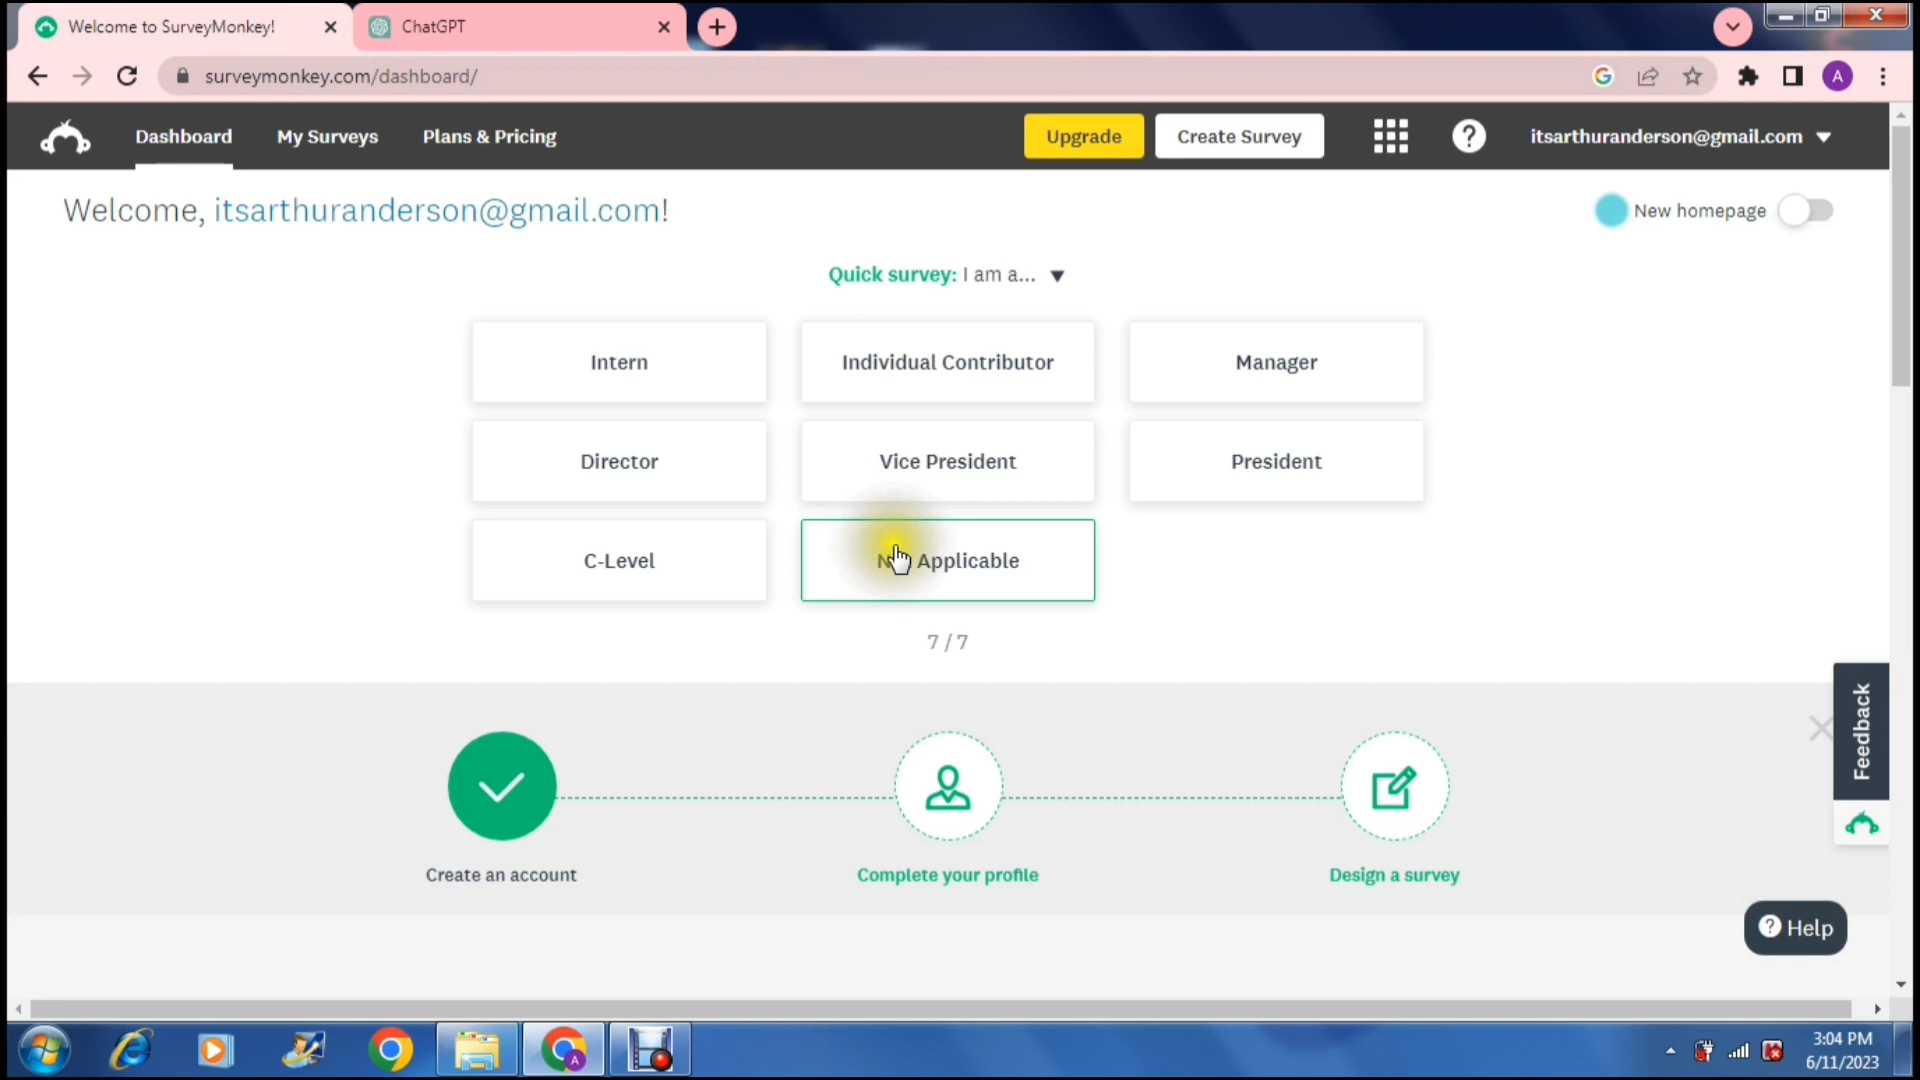 Welcome to SurveyMonkey!
ChatGPT
surveymonkey.com/dashboard/
A
Dashboard
My Surveys
Plans & Pricing
Upgrade
Create Survey
itsarthuranderson@gmail.com
Welcome, itsarthuranderson@gmail.com!
New homepage
Quick survey: I am a...
Intern
Individual Contributor
Manager
Director
Vice President
President
C-Level
Applicable
7 / 7
Feedback
Create an account
Complete your profile
Design a survey
Help
3:04 PM
6/11/2023